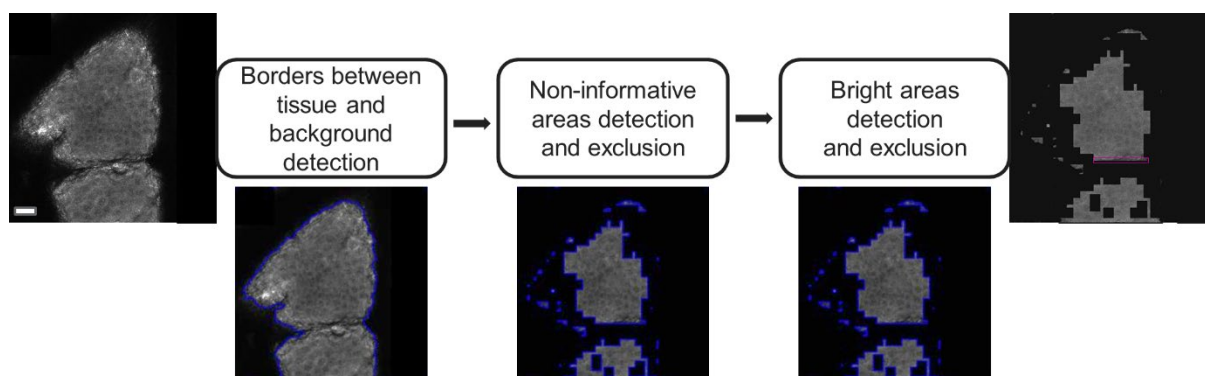 Borders between
tissue and
background
detection
Non-informative
areas detection
and exclusion
Bright areas
detection
and exclusion